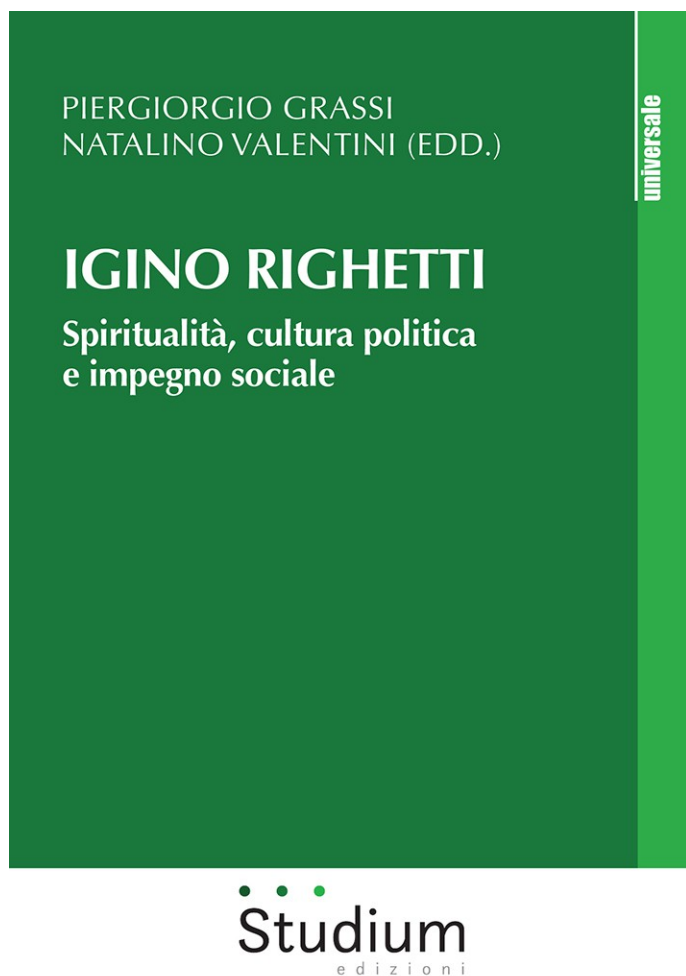 PIERGIORGIO GRASSI
NATALINO VALENTINI (EDD.)
universale
IGINO RIGHETTI
Spiritualità, cultura politica
e impegno sociale
Studium
edizioni